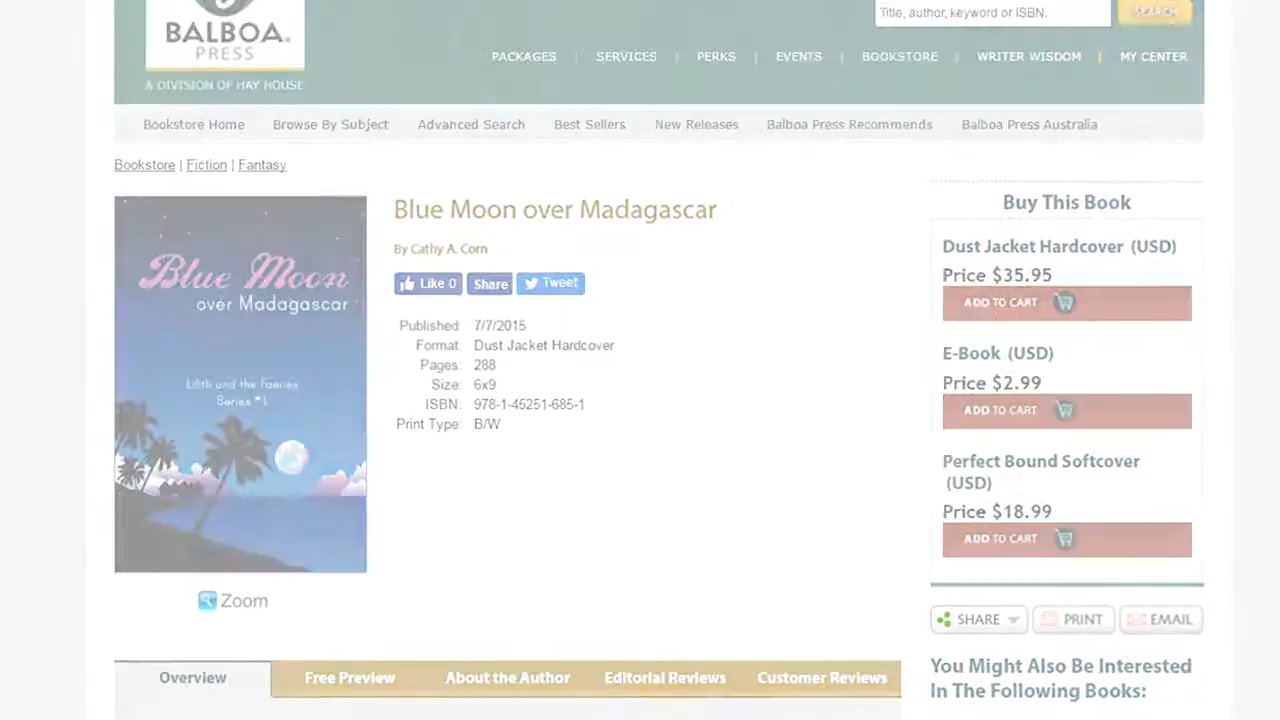 Title, author, keyword or ISBN.
SEARCH
BALBOA.
PRESS
A DIVISION OF HAY HOUSE
PACKAGES | SERVICES | PERKS | EVENTS | BOOKSTORE | WRITER WISDOM | MY CENTER
Bookstore Home Browse By Subject Advanced Search Best Sellers New Releases Balboa Press Recommends Balboa Press Australia
Bookstore | Fiction | Fantasy
Blue Moon
over Madagascar
Lilith and the Faeries
Series #1
Zoom
Blue Moon over Madagascar
By Cathy A. Corn
Like 0 Share Tweet
Published: 7/7/2015
Format: Dust Jacket Hardcover
Pages: 288
Size: 6x9
ISBN: 978-1-45251-685-1
Print Type: B/W
Buy This Book
Dust Jacket Hardcover (USD)
Price $35.95
ADD TO CART
E-Book (USD)
Price $2.99
ADD TO CART
Perfect Bound Softcover
(USD)
Price $18.99
ADD TO CART
SHARE PRINT EMAIL
You Might Also Be Interested
In The Following Books:
Overview Free Preview About the Author Editorial Reviews Customer Reviews